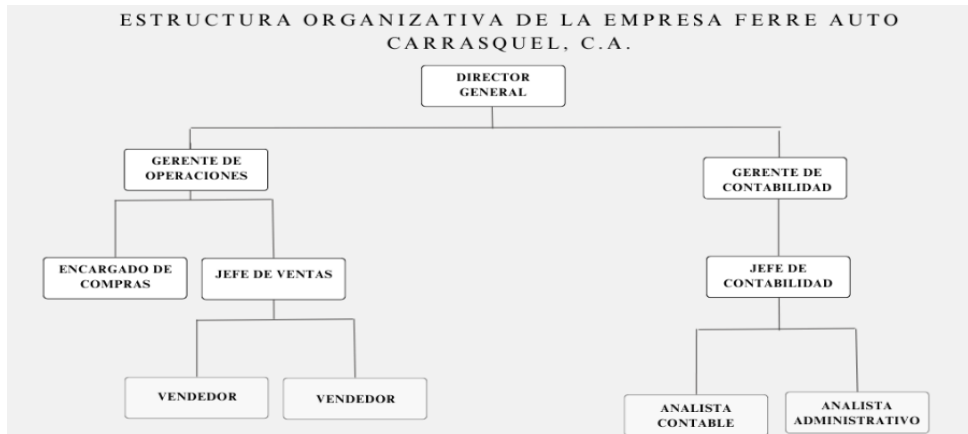 ESTRUCTURA ORGANIZATIVA DE LA EMPRESA FERRE AUTO
CARRASQUEL, C.A.
DIRECTOR
GENERAL
GERENTE DE
OPERACIONES
GERENTE DE
CONTABILIDAD
ENCARGADO DE
COMPRAS
JEFE DE VENTAS
JEFE DE
CONTABILIDAD
VENDEDOR
VENDEDOR
ANALISTA
CONTABLE
ANALISTA
ADMINISTRATIVO